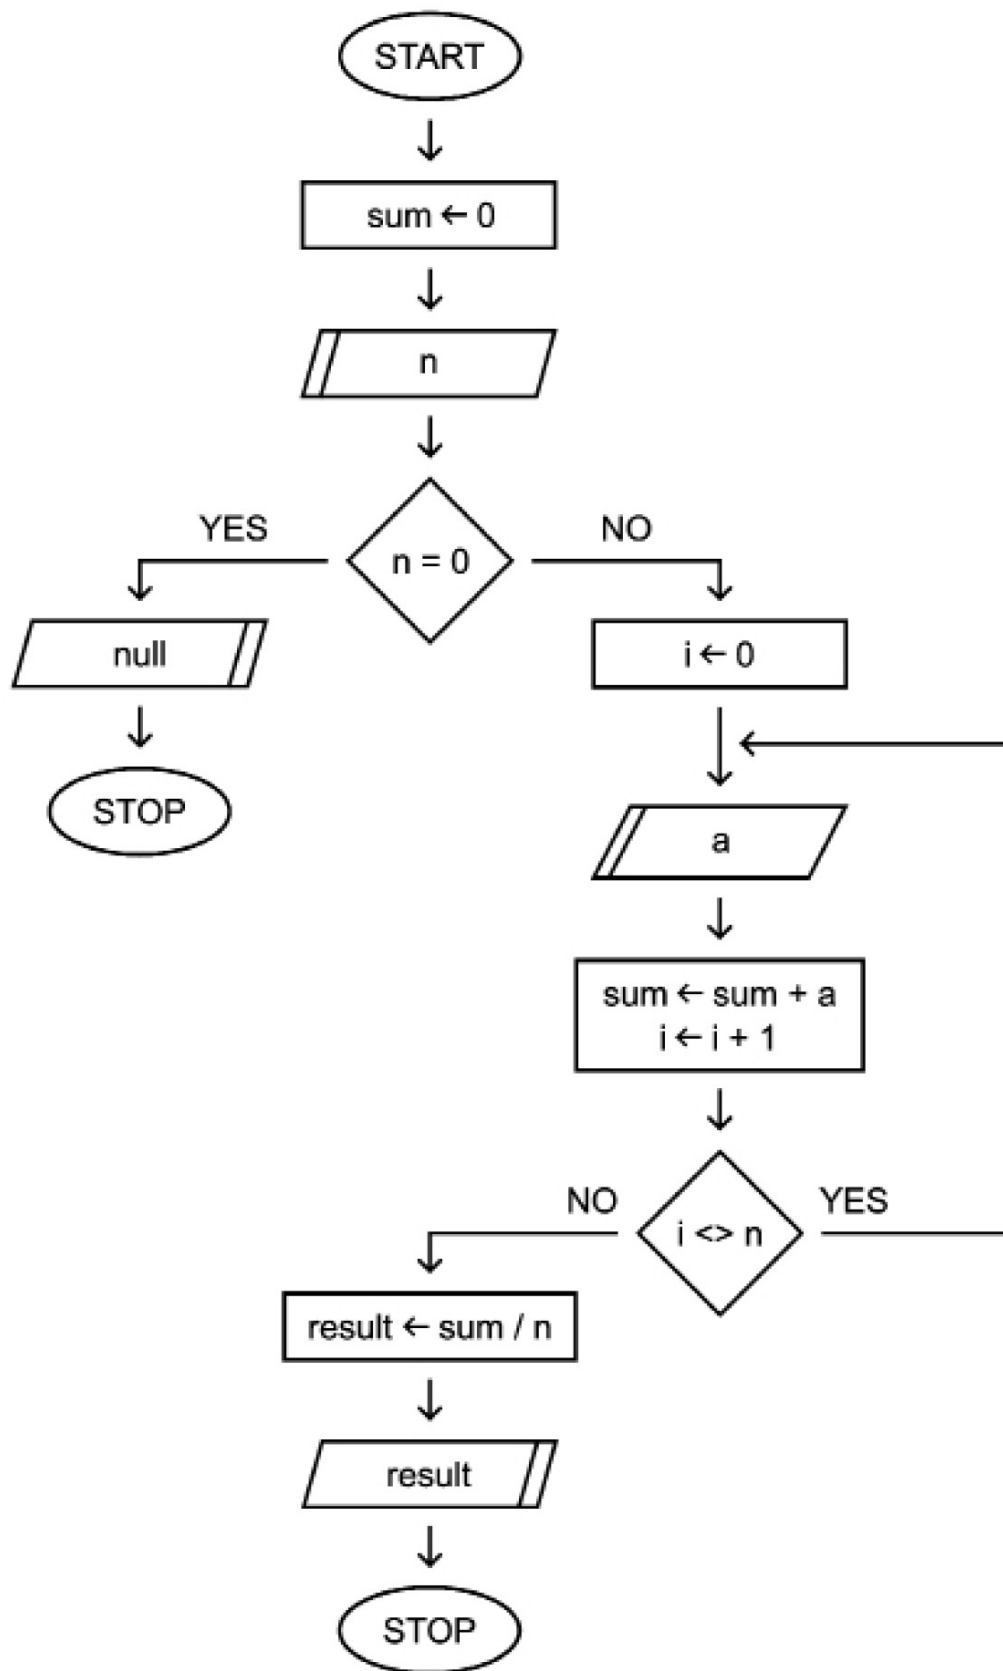 START
sum ← 0
n
YES
NO
n = 0
null
i ← 0
STOP
a
sum ← sum + a
i ← i + 1
NO
YES
i <> n
result ← sum / n
result
STOP